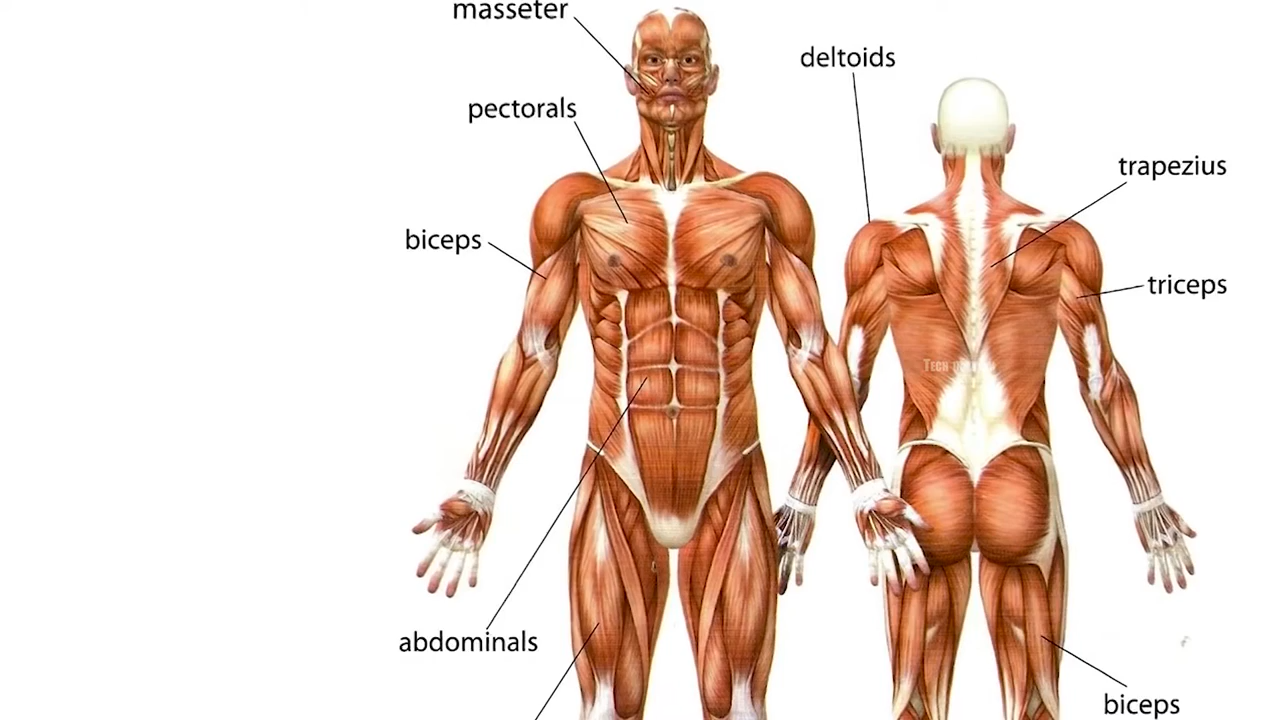 masseter
deltoids
pectorals
trapezius
biceps
triceps
abdominals
biceps